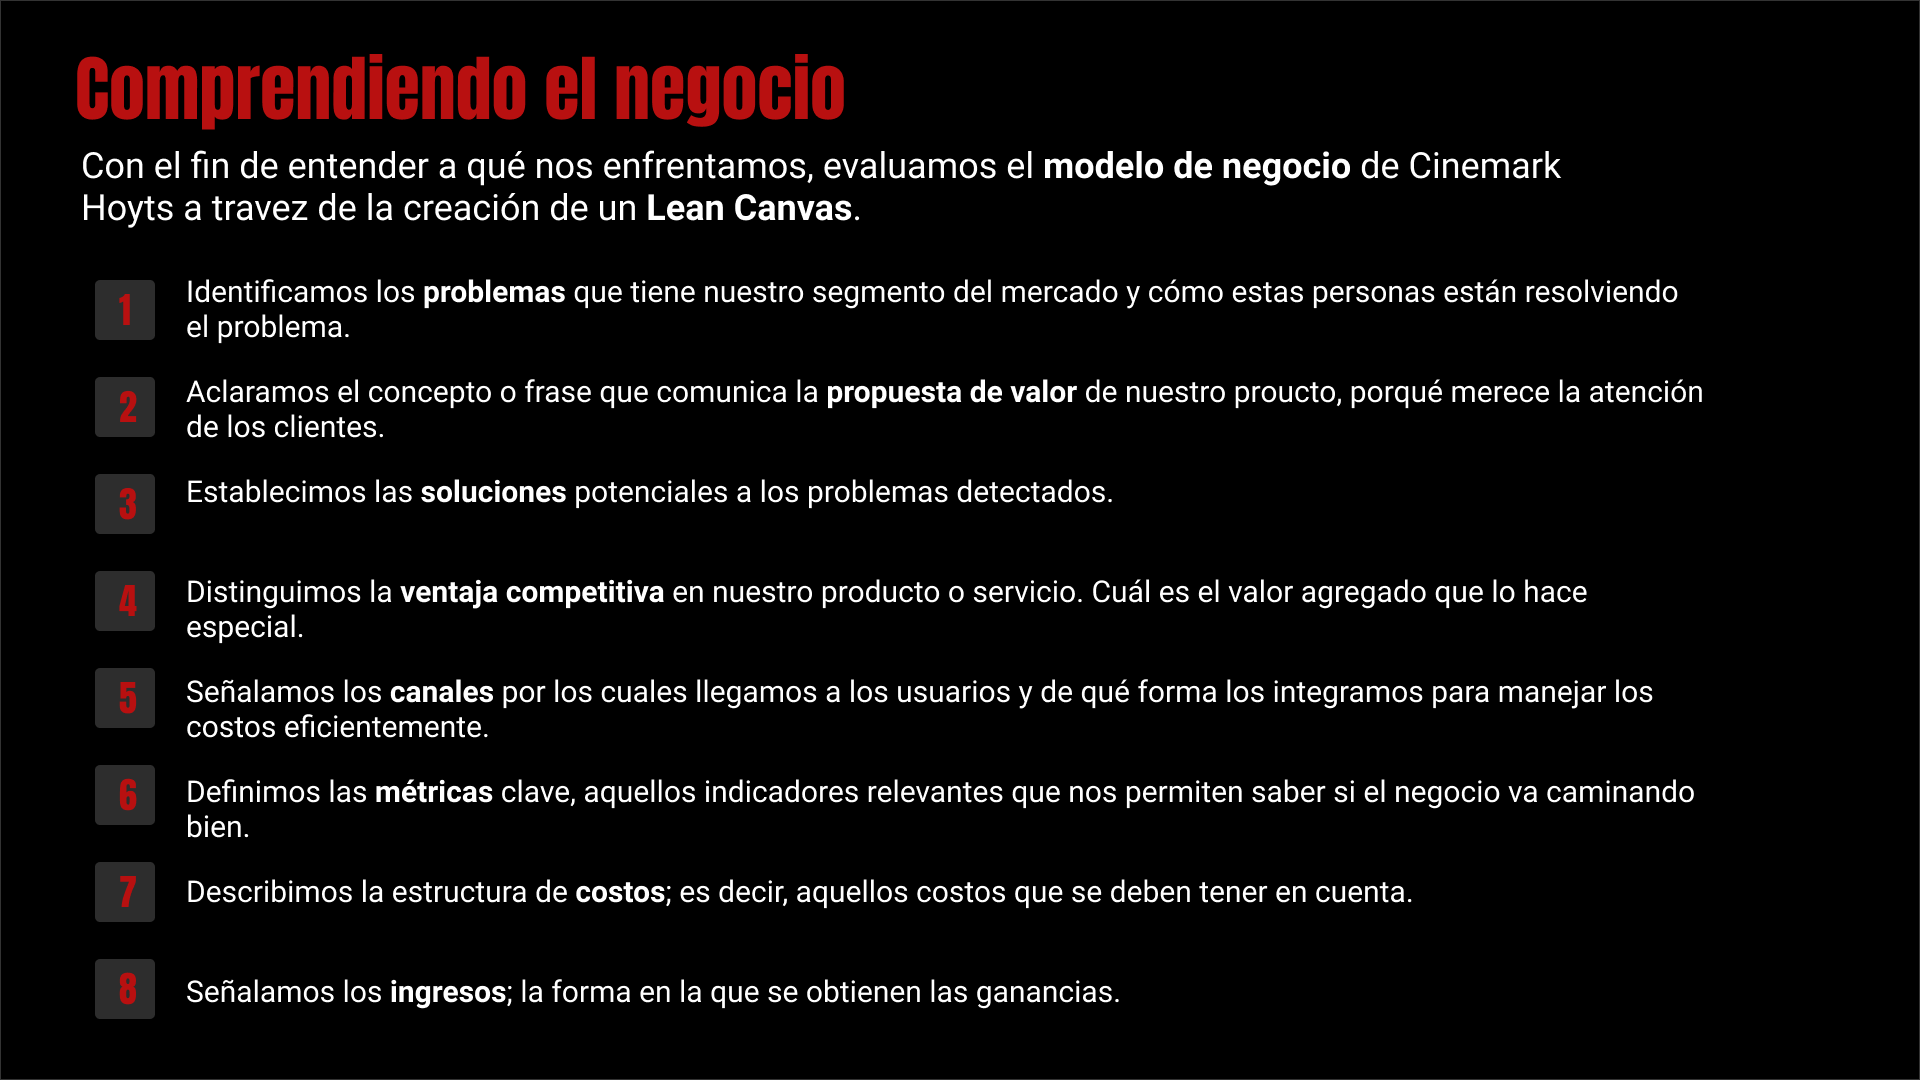 Comprendiendo el negocio
Con el fin de entender a qué nos enfrentamos, evaluamos el modelo de negocio de Cinemark
Hoyts a travez de la creación de un Lean Canvas.
1
Identificamos los problemas que tiene nuestro segmento del mercado y cómo estas personas están resolviendo
el problema.
2
Aclaramos el concepto o frase que comunica la propuesta de valor de nuestro proucto, porqué merece la atención
de los clientes.
3
Establecimos las soluciones potenciales a los problemas detectados.
4
Distinguimos la ventaja competitiva en nuestro producto o servicio. Cuál es el valor agregado que lo hace
especial.
5
Señalamos los canales por los cuales llegamos a los usuarios y de qué forma los integramos para manejar los
costos eficientemente.
6
Definimos las métricas clave, aquellos indicadores relevantes que nos permiten saber si el negocio va caminando
bien.
7
Describimos la estructura de costos; es decir, aquellos costos que se deben tener en cuenta.
8
Señalamos los ingresos; la forma en la que se obtienen las ganancias.